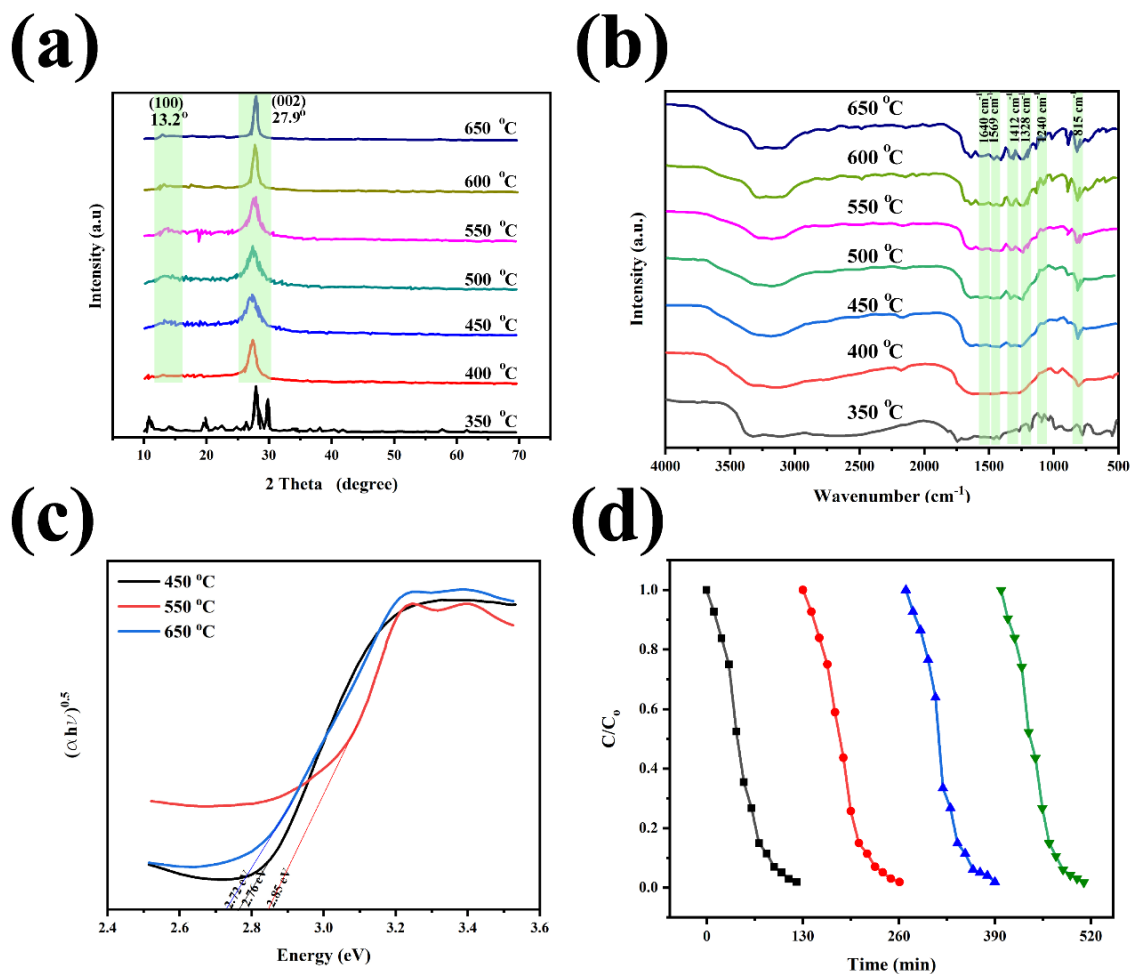 (a)
(100)
13.2°
(002)
27.9°
650 °C
600 °C
550 °C
500 °C
450 °C
400 °C
350 °C
Intensity (a.u)
10 20 30 40 50 60 70
2 Theta (degree)
(b)
1640 cm⁻¹
1569 cm⁻¹
1412 cm⁻¹
1328 cm⁻¹
1240 cm⁻¹
815 cm⁻¹
650 °C
600 °C
550 °C
500 °C
450 °C
400 °C
350 °C
Intensity (a.u.)
4000 3500 3000 2500 2000 1500 1000 500
Wavenumber (cm⁻¹)
(c)
450 °C
550 °C
650 °C
(αhν)⁰·⁵
2.72 eV
2.76 eV
2.85 eV
2.4 2.6 2.8 3.0 3.2 3.4 3.6
Energy (eV)
(d)
1.0
0.8
0.6
0.4
0.2
0.0
C/Cₒ
0 130 260 390 520
Time (min)